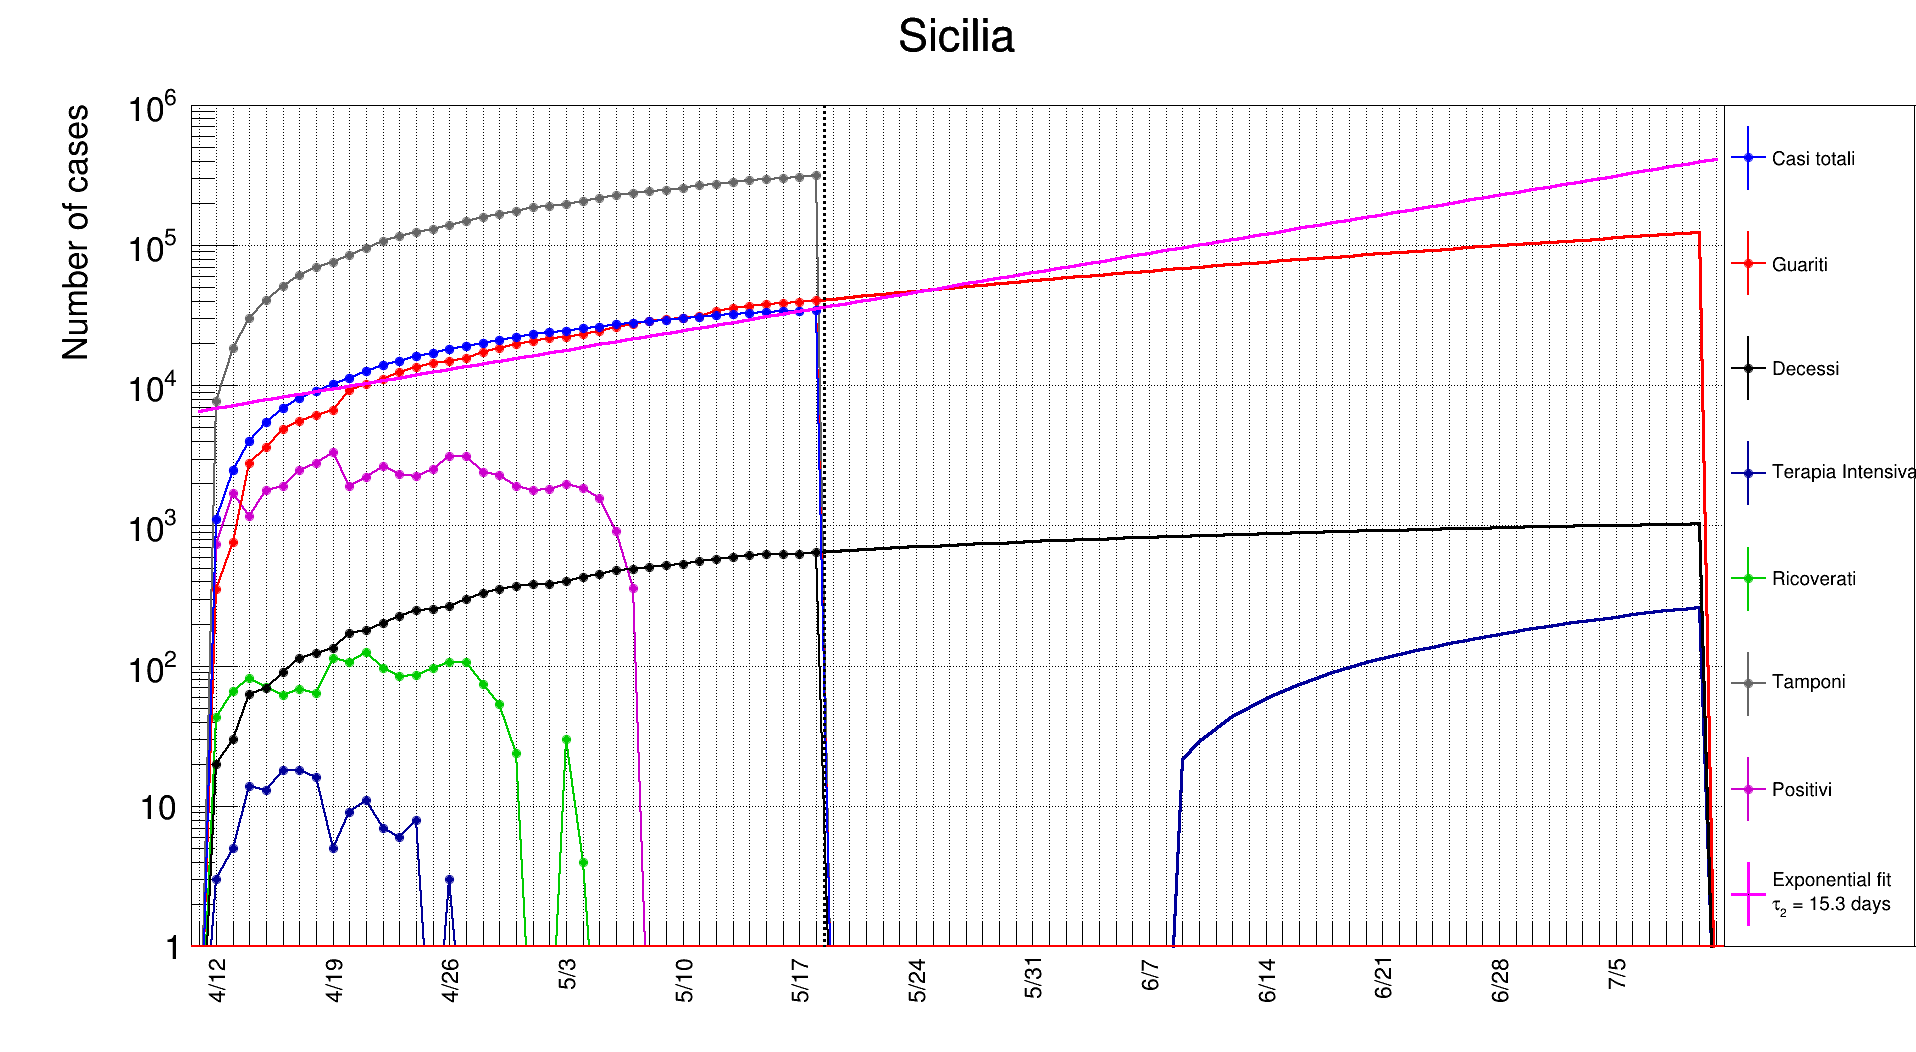 Sicilia
Number of cases
10^6
10^5
10^4
10^3
10^2
10
1
4/12
4/19
4/26
5/3
5/10
5/17
5/24
5/31
6/7
6/14
6/21
6/28
7/5
Casi totali
Guariti
Decessi
Terapia Intensiva
Ricoverati
Tamponi
Positivi
Exponential fit
τ_2 = 15.3 days